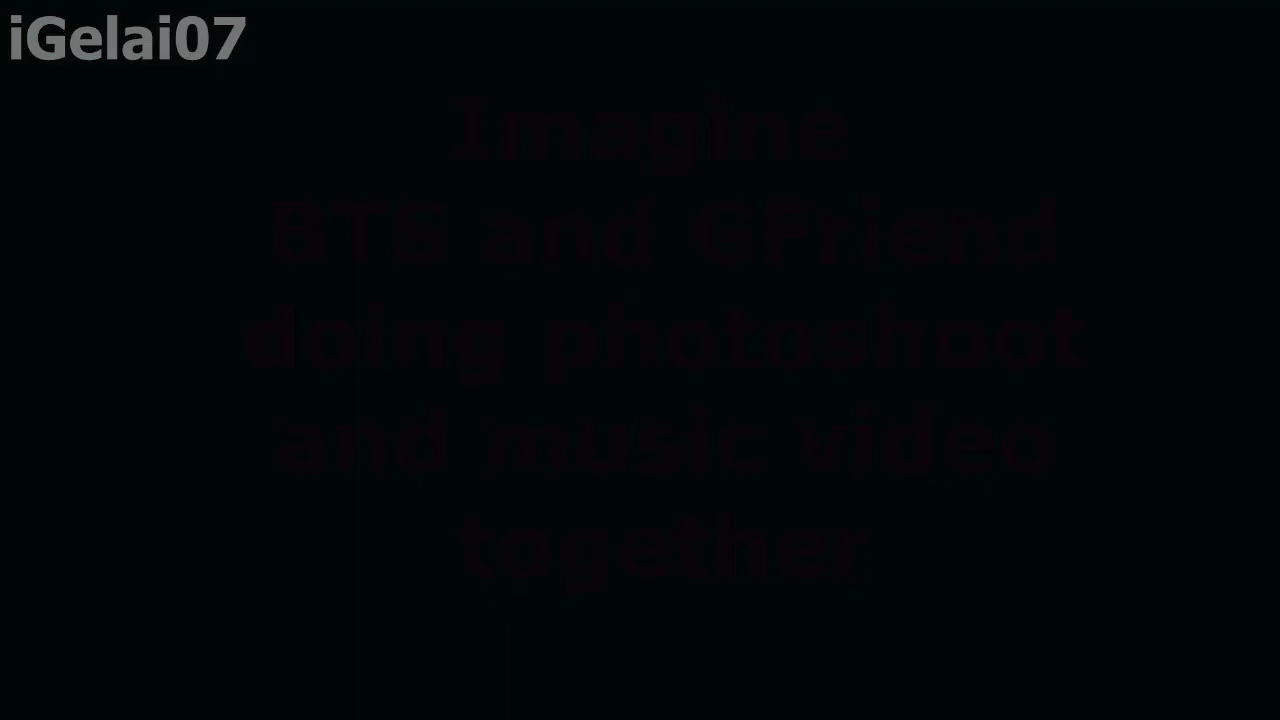 iGelai07
Imagine
BTS and GFriend
doing photoshoot
and music video
together